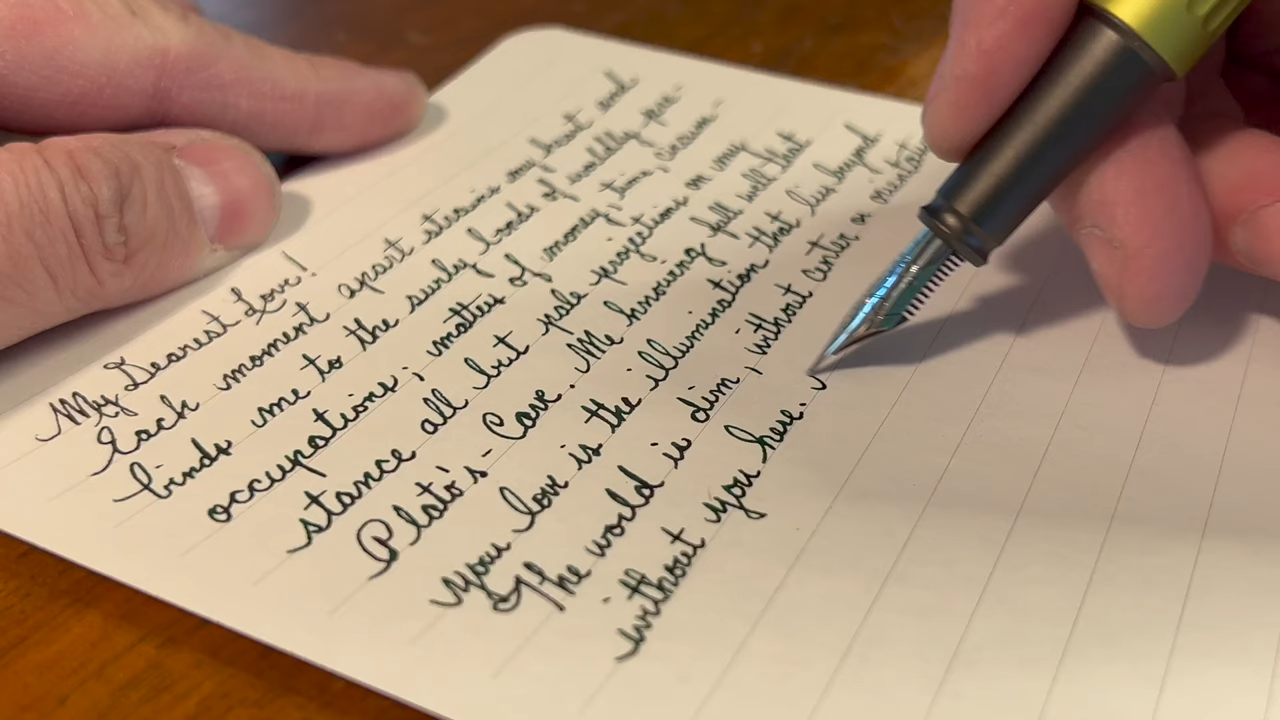 My Dearest Love!
Each moment apart strains my heart and
binds me to the surly bonds of worldly pre-
occupations; matters of money, time, circum-
stance all but pale projections on my
Plato's-Cave. Me knowing full well that
you love is the illumination that lies beyond.
The world is dim, without center or
without you here.